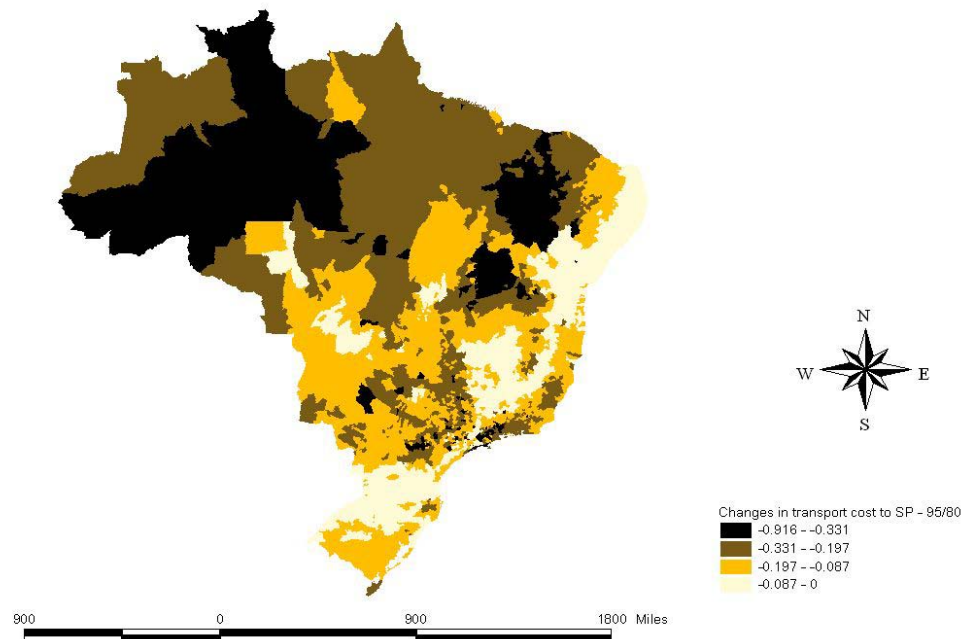 N
W E
S
Changes in transport cost to SP - 95/80
-0.916 - -0.331
-0.331 - -0.197
-0.197 - -0.087
-0.087 - 0
900 0 900 1800 Miles